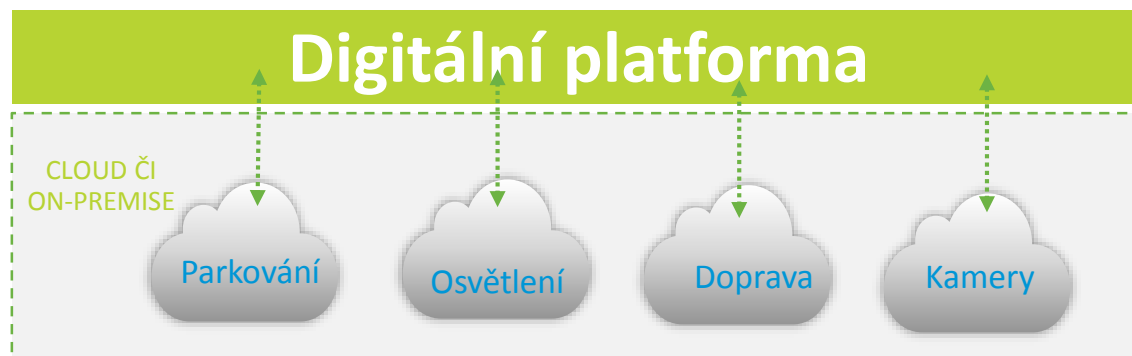 Digitální platforma
CLOUD ČI
ON-PREMISE
Parkování
Osvětlení
Doprava
Kamery